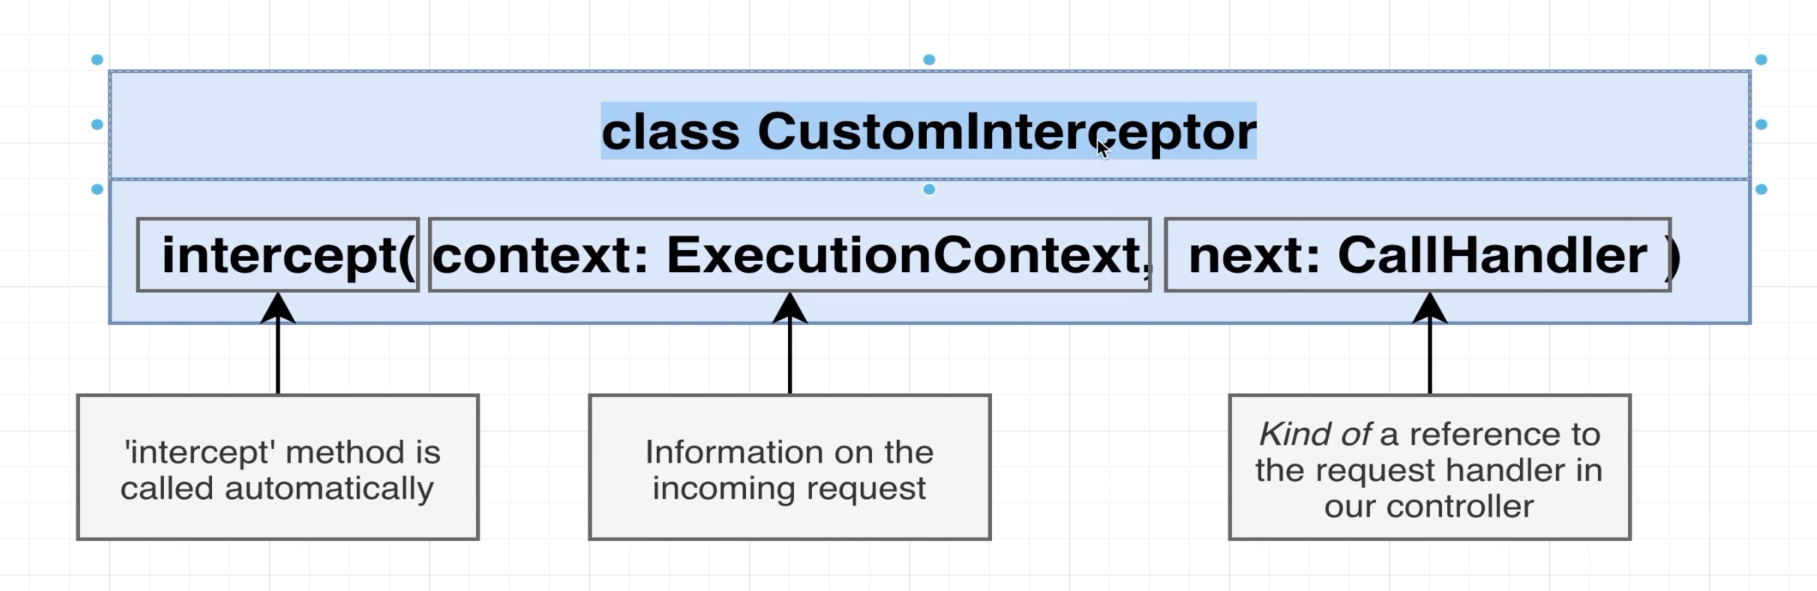 class CustomInterceptor
intercept( context: ExecutionContext, next: CallHandler )
'intercept' method is
called automatically
Information on the
incoming request
Kind of a reference to
the request handler in
our controller